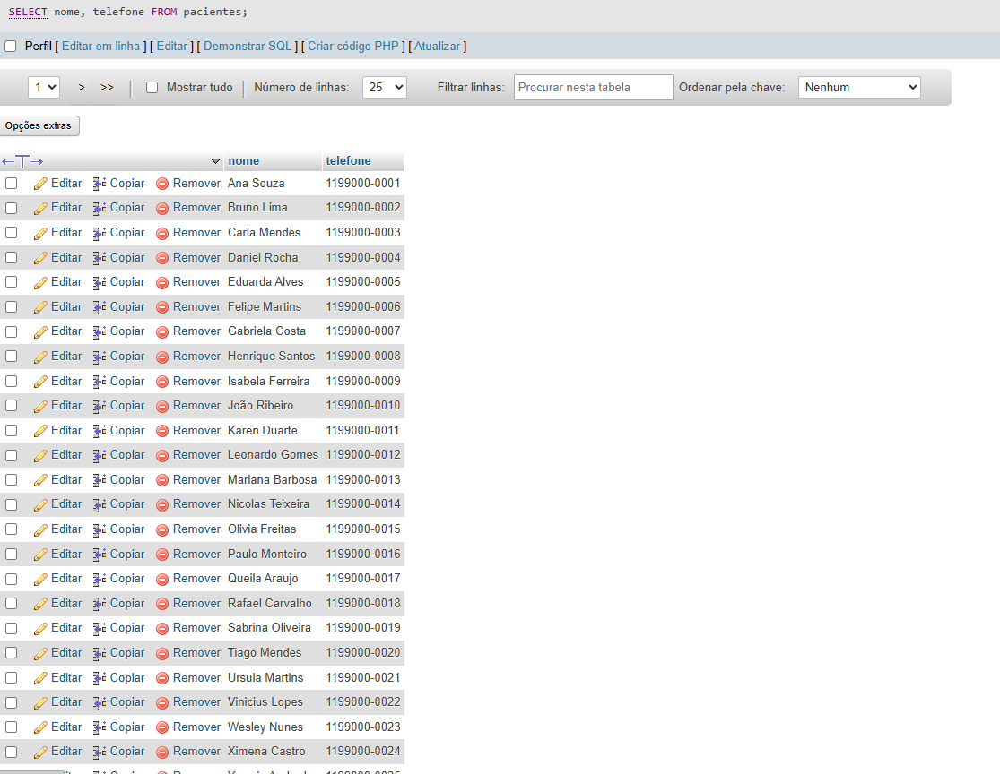 SELECT nome, telefone FROM pacientes;
Perfil [ Editar em linha ] [ Editar ] [ Demonstrar SQL ] [ Criar código PHP ] [ Atualizar ]
1 > >> Mostrar tudo Número de linhas: 25 Filtrar linhas: Procurar nesta tabela Ordenar pela chave: Nenhum
Opções extras
←T→ nome telefone
Editar Copiar Remover Ana Souza 1199000-0001
Editar Copiar Remover Bruno Lima 1199000-0002
Editar Copiar Remover Carla Mendes 1199000-0003
Editar Copiar Remover Daniel Rocha 1199000-0004
Editar Copiar Remover Eduarda Alves 1199000-0005
Editar Copiar Remover Felipe Martins 1199000-0006
Editar Copiar Remover Gabriela Costa 1199000-0007
Editar Copiar Remover Henrique Santos 1199000-0008
Editar Copiar Remover Isabela Ferreira 1199000-0009
Editar Copiar Remover João Ribeiro 1199000-0010
Editar Copiar Remover Karen Duarte 1199000-0011
Editar Copiar Remover Leonardo Gomes 1199000-0012
Editar Copiar Remover Mariana Barbosa 1199000-0013
Editar Copiar Remover Nicolas Teixeira 1199000-0014
Editar Copiar Remover Olivia Freitas 1199000-0015
Editar Copiar Remover Paulo Monteiro 1199000-0016
Editar Copiar Remover Queila Araujo 1199000-0017
Editar Copiar Remover Rafael Carvalho 1199000-0018
Editar Copiar Remover Sabrina Oliveira 1199000-0019
Editar Copiar Remover Tiago Mendes 1199000-0020
Editar Copiar Remover Ursula Martins 1199000-0021
Editar Copiar Remover Vinicius Lopes 1199000-0022
Editar Copiar Remover Wesley Nunes 1199000-0023
Editar Copiar Remover Ximena Castro 1199000-0024